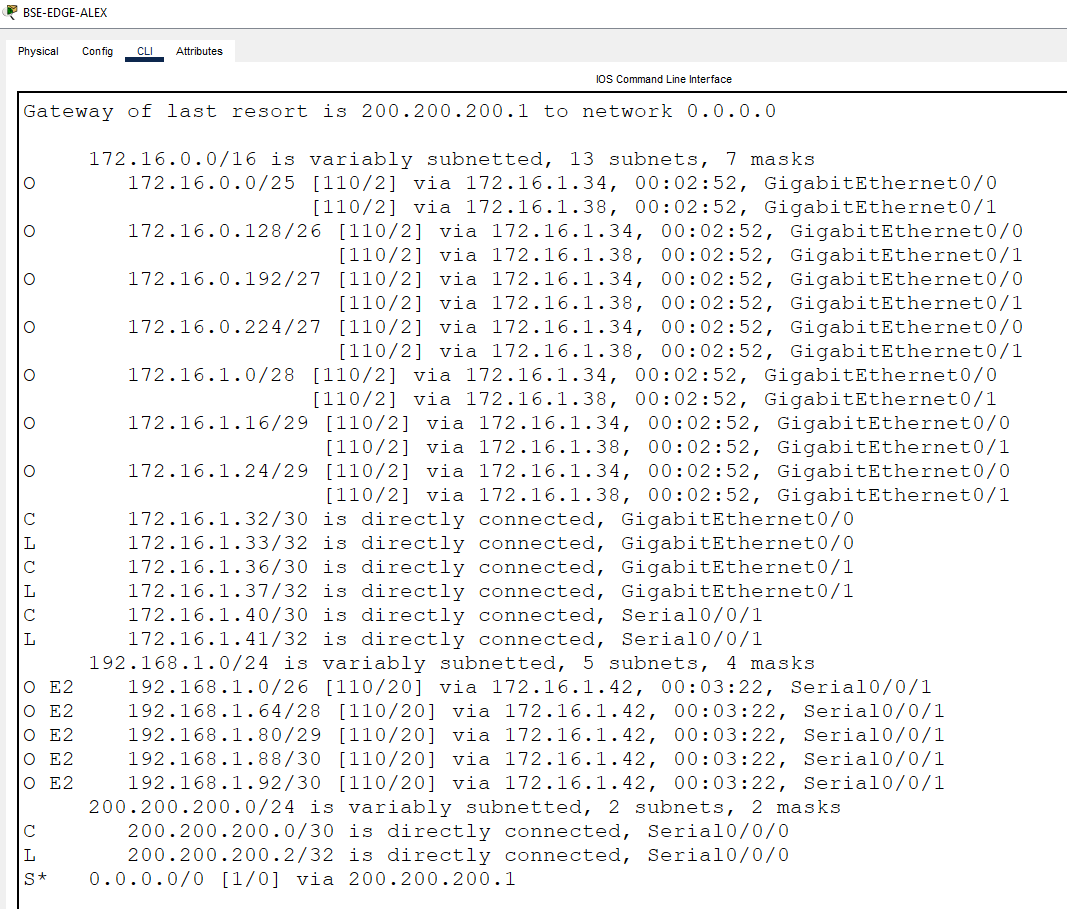 BSE-EDGE-ALEX
Physical Config CLI Attributes
IOS Command Line Interface
Gateway of last resort is 200.200.200.1 to network 0.0.0.0
172.16.0.0/16 is variably subnetted, 13 subnets, 7 masks
O 172.16.0.0/25 [110/2] via 172.16.1.34, 00:02:52, GigabitEthernet0/0
[110/2] via 172.16.1.38, 00:02:52, GigabitEthernet0/1
O 172.16.0.128/26 [110/2] via 172.16.1.34, 00:02:52, GigabitEthernet0/0
[110/2] via 172.16.1.38, 00:02:52, GigabitEthernet0/1
O 172.16.0.192/27 [110/2] via 172.16.1.34, 00:02:52, GigabitEthernet0/0
[110/2] via 172.16.1.38, 00:02:52, GigabitEthernet0/1
O 172.16.0.224/27 [110/2] via 172.16.1.34, 00:02:52, GigabitEthernet0/0
[110/2] via 172.16.1.38, 00:02:52, GigabitEthernet0/1
O 172.16.1.0/28 [110/2] via 172.16.1.34, 00:02:52, GigabitEthernet0/0
[110/2] via 172.16.1.38, 00:02:52, GigabitEthernet0/1
O 172.16.1.16/29 [110/2] via 172.16.1.34, 00:02:52, GigabitEthernet0/0
[110/2] via 172.16.1.38, 00:02:52, GigabitEthernet0/1
O 172.16.1.24/29 [110/2] via 172.16.1.34, 00:02:52, GigabitEthernet0/0
[110/2] via 172.16.1.38, 00:02:52, GigabitEthernet0/1
C 172.16.1.32/30 is directly connected, GigabitEthernet0/0
L 172.16.1.33/32 is directly connected, GigabitEthernet0/0
C 172.16.1.36/30 is directly connected, GigabitEthernet0/1
L 172.16.1.37/32 is directly connected, GigabitEthernet0/1
C 172.16.1.40/30 is directly connected, Serial0/0/1
L 172.16.1.41/32 is directly connected, Serial0/0/1
192.168.1.0/24 is variably subnetted, 5 subnets, 4 masks
O E2 192.168.1.0/26 [110/20] via 172.16.1.42, 00:03:22, Serial0/0/1
O E2 192.168.1.64/28 [110/20] via 172.16.1.42, 00:03:22, Serial0/0/1
O E2 192.168.1.80/29 [110/20] via 172.16.1.42, 00:03:22, Serial0/0/1
O E2 192.168.1.88/30 [110/20] via 172.16.1.42, 00:03:22, Serial0/0/1
O E2 192.168.1.92/30 [110/20] via 172.16.1.42, 00:03:22, Serial0/0/1
200.200.200.0/24 is variably subnetted, 2 subnets, 2 masks
C 200.200.200.0/30 is directly connected, Serial0/0/0
L 200.200.200.2/32 is directly connected, Serial0/0/0
S* 0.0.0.0/0 [1/0] via 200.200.200.1